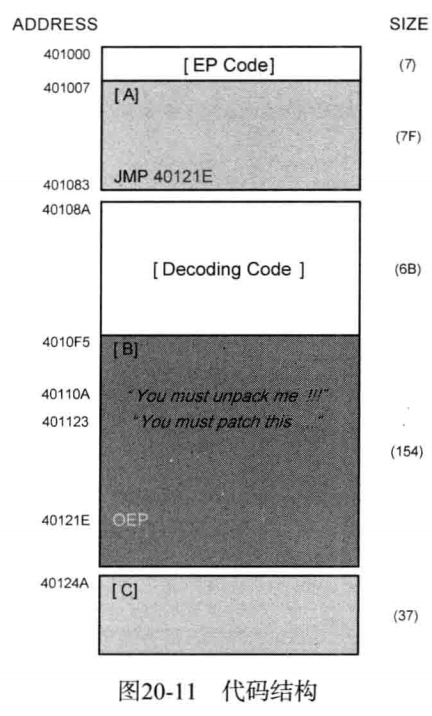 ADDRESS SIZE
401000 [ EP Code] (7)
401007 [ A]
(7F)
401083 JMP 40121E
40108A
[ Decoding Code ] (6B)
4010F5 [ B]
40110A "You must unpack me !!!"
401123 "You must patch this ..."
(154)
40121E OEP
40124A [ C]
(37)
图20-11 代码结构